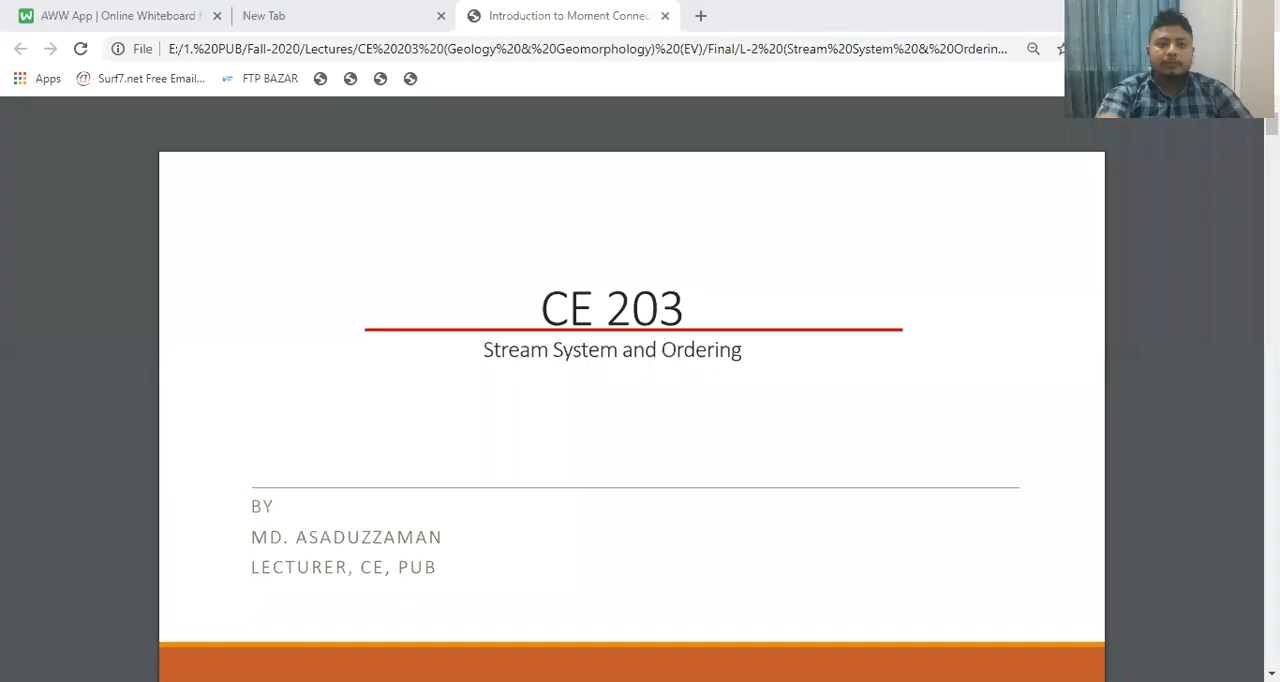 AWW App | Online Whiteboard f
New Tab
Introduction to Moment Connec
File
E:/1.%20PUB/Fall-2020/Lectures/CE%20203%20(Geology%20&%20Geomorphology)%20(EV)/Final/L-2%20(Stream%20System%20&%20Orderin...
Apps
Surf7.net Free Email...
FTP BAZAR
CE 203
Stream System and Ordering
BY
MD. ASADUZZAMAN
LECTURER, CE, PUB